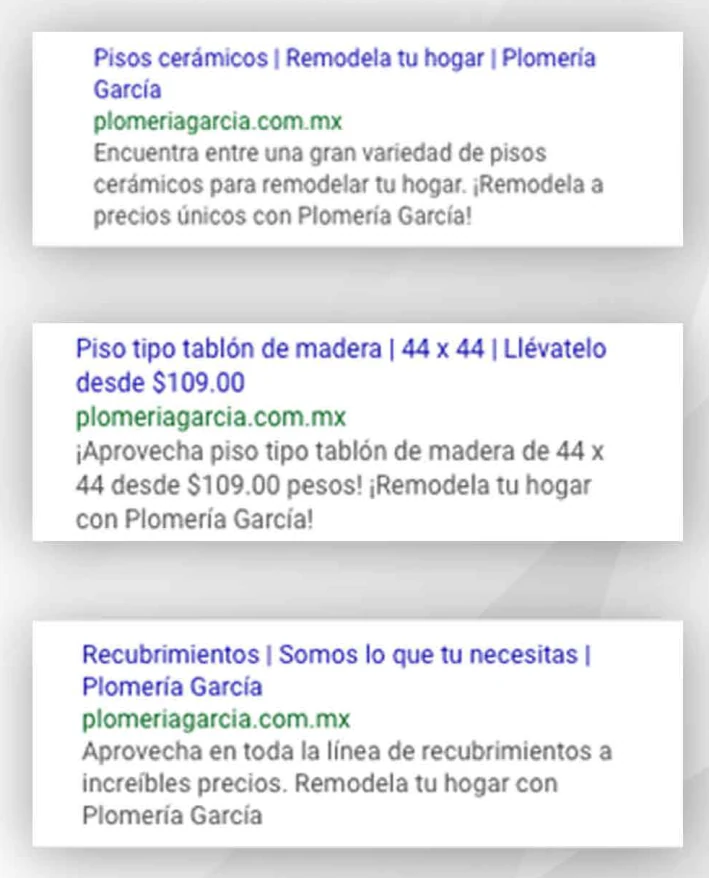 Pisos cerámicos | Remodela tu hogar | Plomería
García
plomeriagarcia.com.mx
Encuentra entre una gran variedad de pisos
cerámicos para remodelar tu hogar. ¡Remodela a
precios únicos con Plomería García!
Piso tipo tablón de madera | 44 x 44 | Llévatelo
desde $109.00
plomeriagarcia.com.mx
¡Aprovecha piso tipo tablón de madera de 44 x
44 desde $109.00 pesos! ¡Remodela tu hogar
con Plomería García!
Recubrimientos | Somos lo que tu necesitas |
Plomería García
plomeriagarcia.com.mx
Aprovecha en toda la línea de recubrimientos a
increíbles precios. Remodela tu hogar con
Plomería García